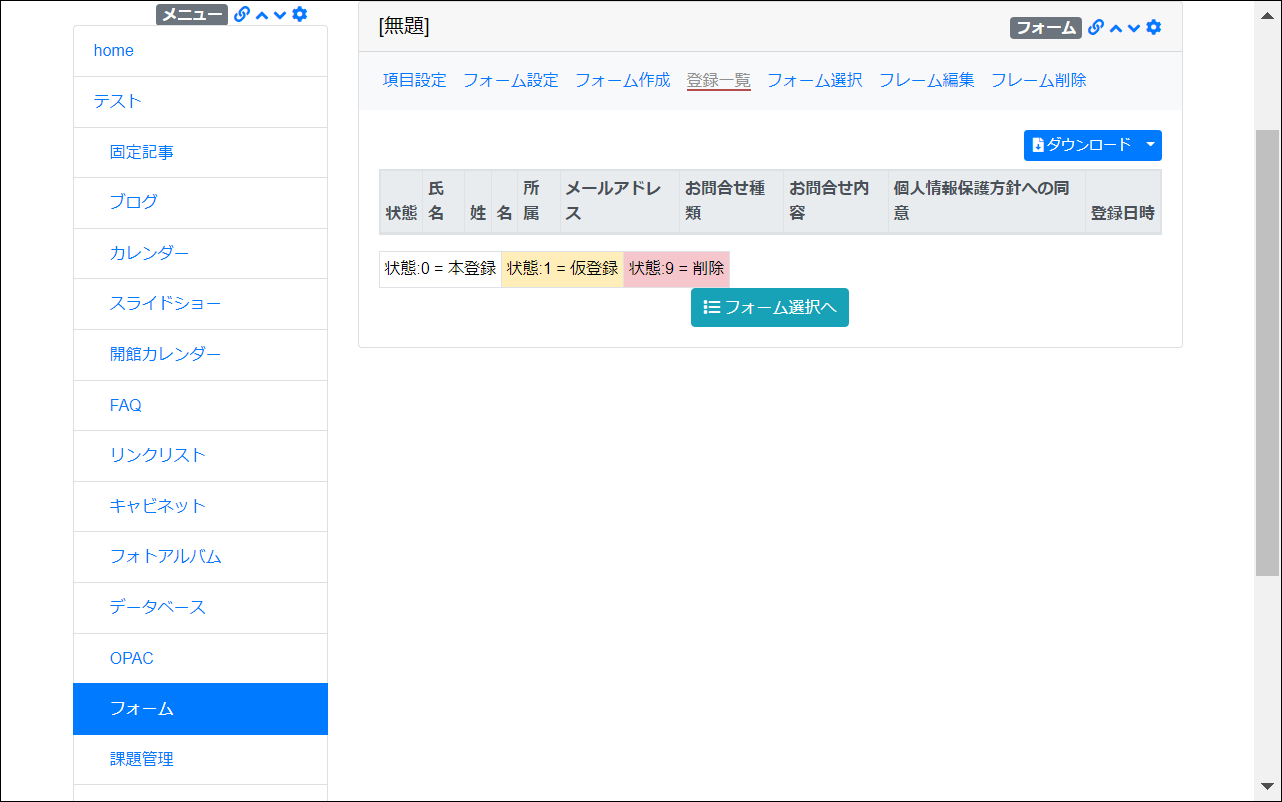 メニュー
home
テスト
固定記事
ブログ
カレンダー
スライドショー
開館カレンダー
FAQ
リンクリスト
キャビネット
フォトアルバム
データベース
OPAC
フォーム
課題管理
[無題]
フォーム
項目設定 フォーム設定 フォーム作成 登録一覧 フォーム選択 フレーム編集 フレーム削除
ダウンロード
状態 氏名 姓 名 所属 メールアドレス お問合せ種類 お問合せ内容 個人情報保護方針への同意 登録日時
状態:0 = 本登録 状態:1 = 仮登録 状態:9 = 削除
フォーム選択へ